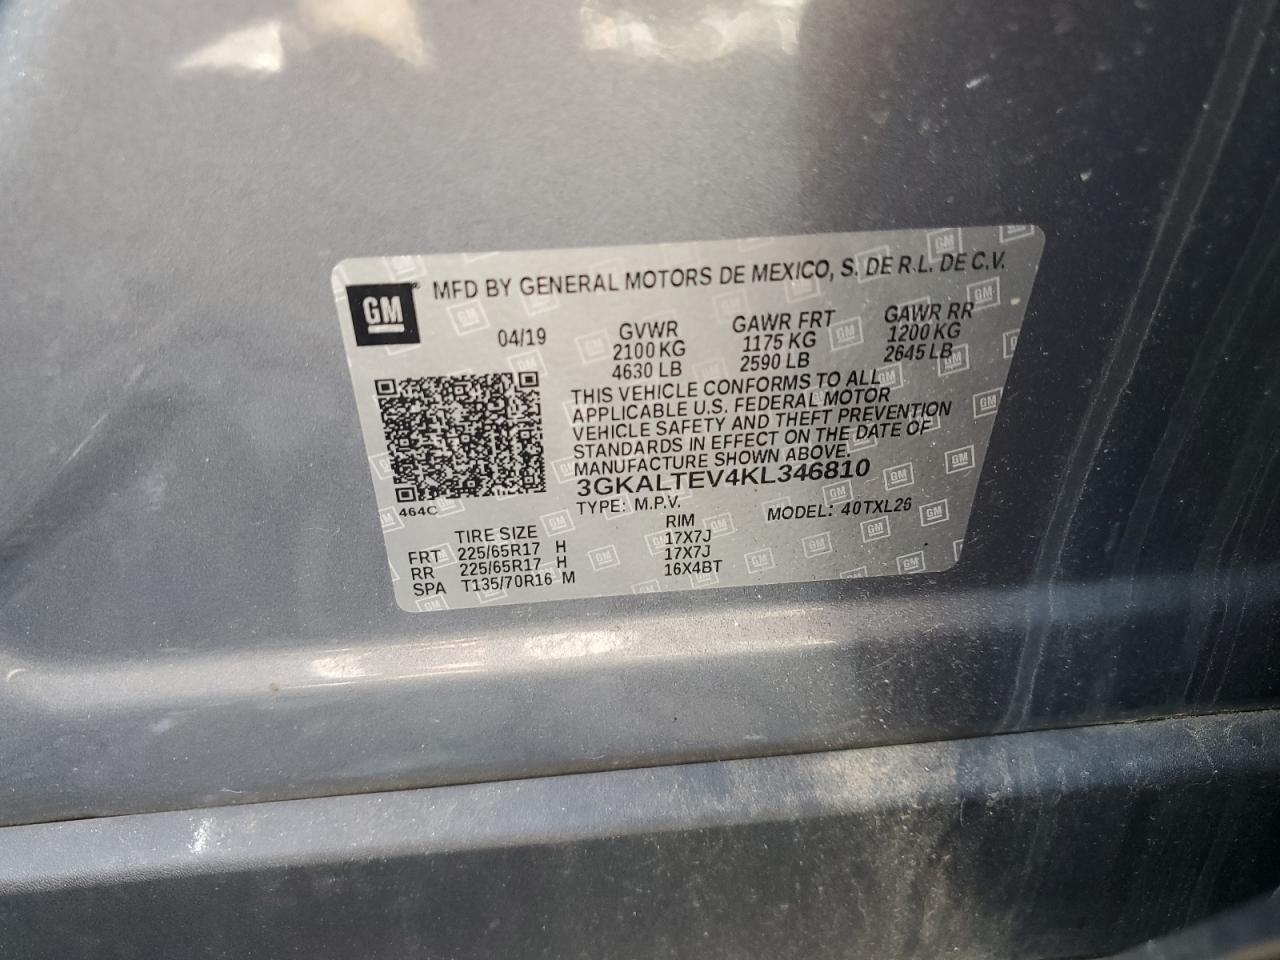 GM
MFD BY GENERAL MOTORS DE MEXICO, S. DE R.L. DE C.V.
04/19
GVWR
2100 KG
4630 LB
GAWR FRT
1175 KG
2590 LB
GAWR RR
1200 KG
2645 LB
THIS VEHICLE CONFORMS TO ALL
APPLICABLE U.S. FEDERAL MOTOR
VEHICLE SAFETY AND THEFT PREVENTION
STANDARDS IN EFFECT ON THE DATE OF
MANUFACTURE SHOWN ABOVE.
3GKALTEV4KL346810
464C
TYPE: M.P.V.
MODEL: 40TXL26
TIRE SIZE RIM
FRT 225/65R17 H 17X7J
RR 225/65R17 H 17X7J
SPA T135/70R16 M 16X4BT